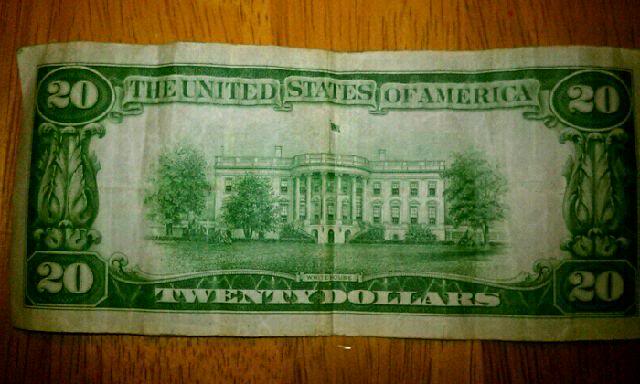 20 THE UNITED STATES OF AMERICA 20
WHITE HOUSE
20 TWENTY DOLLARS 20